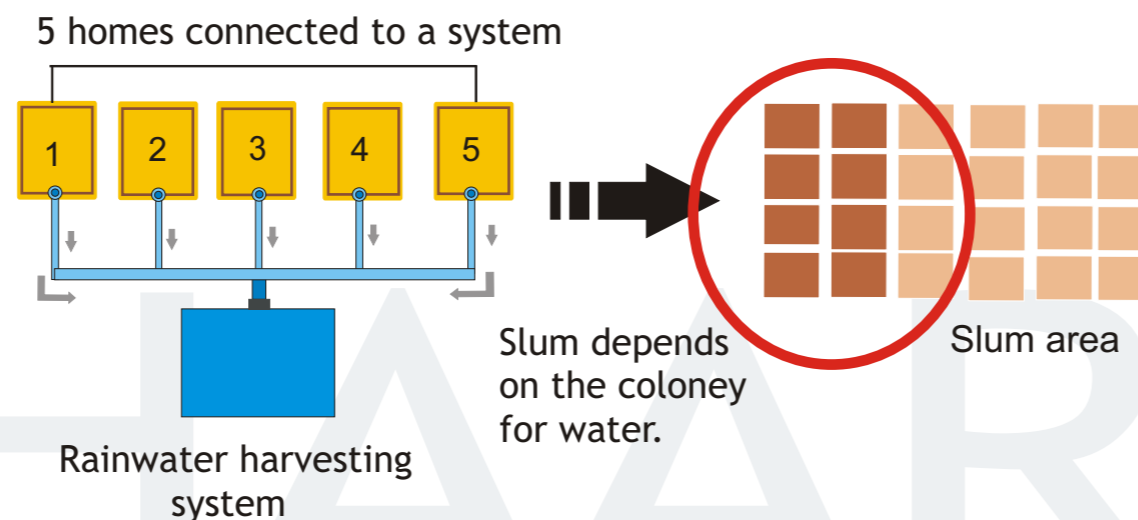 5 homes connected to a system
1 2 3 4 5
Rainwater harvesting
system
Slum depends
on the coloney
for water.
Slum area
HAAR